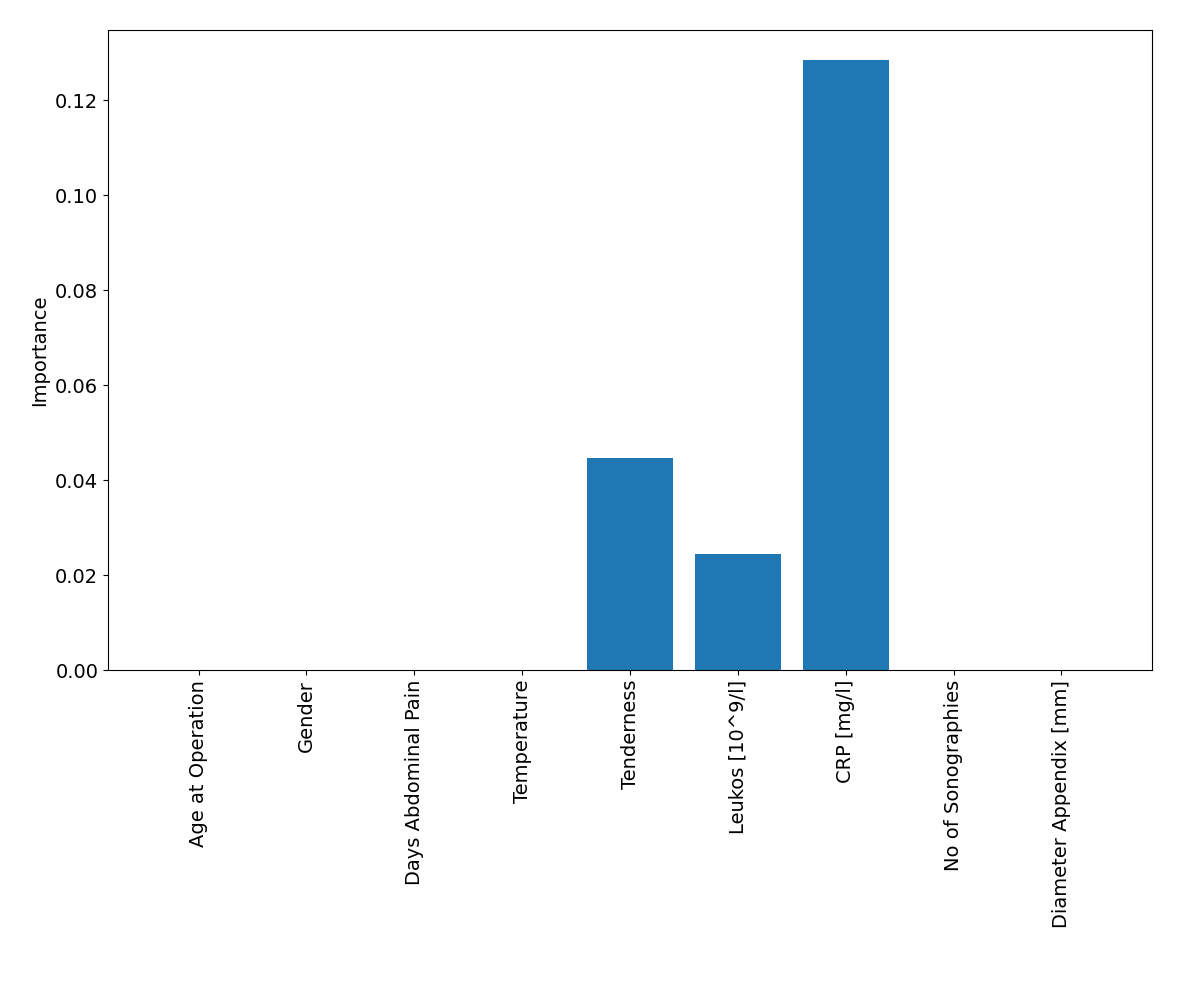 Importance
0.12
0.10
0.08
0.06
0.04
0.02
0.00
Age at Operation
Gender
Days Abdominal Pain
Temperature
Tenderness
Leukos [10^9/l]
CRP [mg/l]
No of Sonographies
Diameter Appendix [mm]